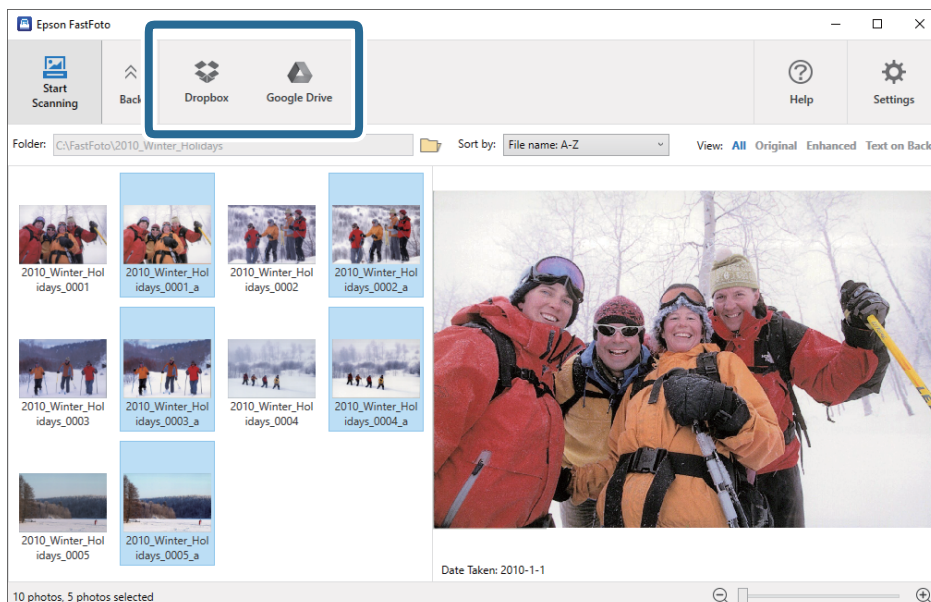 Epson FastFoto
Start
Scanning
Back
Dropbox
Google Drive
Help
Settings
Folder: C:\FastFoto\2010_Winter_Holidays
Sort by: File name: A-Z
View: All Original Enhanced Text on Back
2010_Winter_Hol
idays_0001
2010_Winter_Hol
idays_0001_a
2010_Winter_Hol
idays_0002
2010_Winter_Hol
idays_0002_a
2010_Winter_Hol
idays_0003
2010_Winter_Hol
idays_0003_a
2010_Winter_Hol
idays_0004
2010_Winter_Hol
idays_0004_a
2010_Winter_Hol
idays_0005
2010_Winter_Hol
idays_0005_a
Date Taken: 2010-1-1
10 photos, 5 photos selected